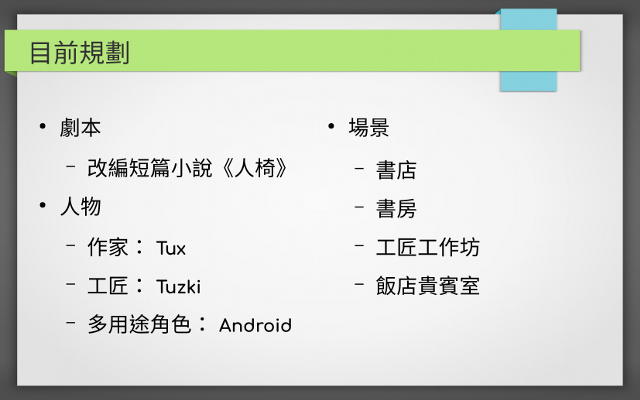 目前規劃
• 劇本
– 改編短篇小說《人椅》
• 人物
– 作家： Tux
– 工匠： Tuzki
– 多用途角色： Android
• 場景
– 書店
– 書房
– 工匠工作坊
– 飯店貴賓室